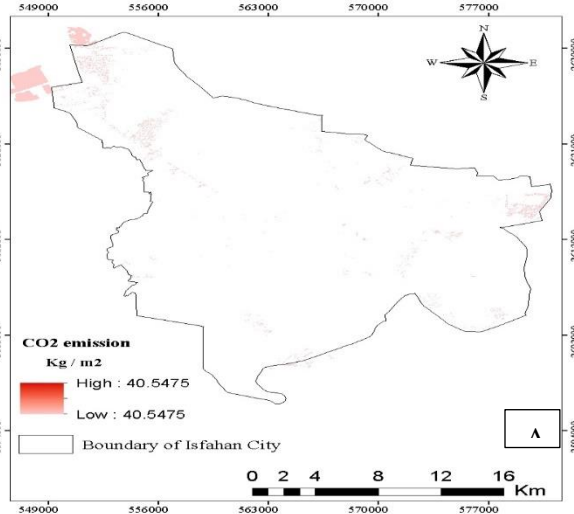 549000 556000 563000 570000 577000
N
W E
S
CO2 emission
Kg / m2
High : 40.5475
Low : 40.5475
Boundary of Isfahan City
٨
0 2 4 8 12 16
Km
549000 556000 563000 570000 577000